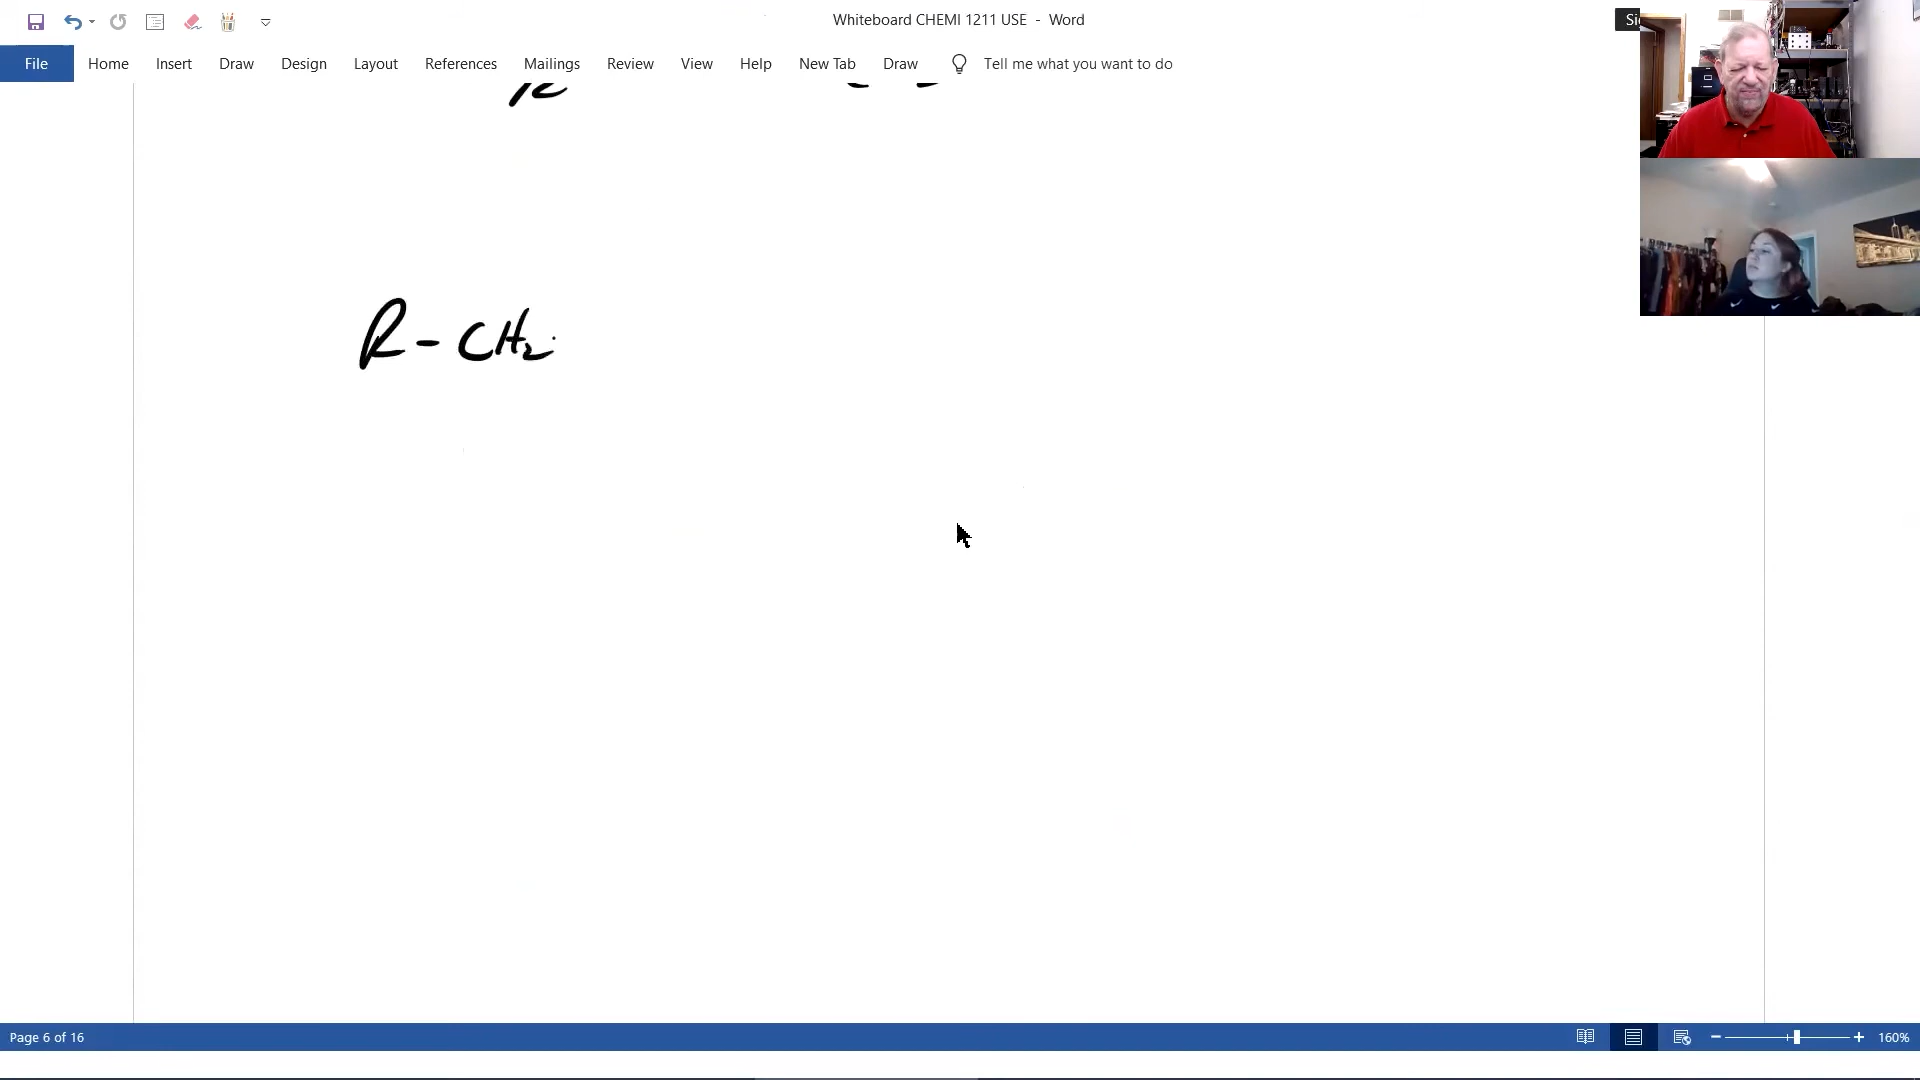 Whiteboard CHEMI 1211 USE - Word
File Home Insert Draw Design Layout References Mailings Review View Help New Tab Draw Tell me what you want to do
R - CH₂
Page 6 of 16
160%